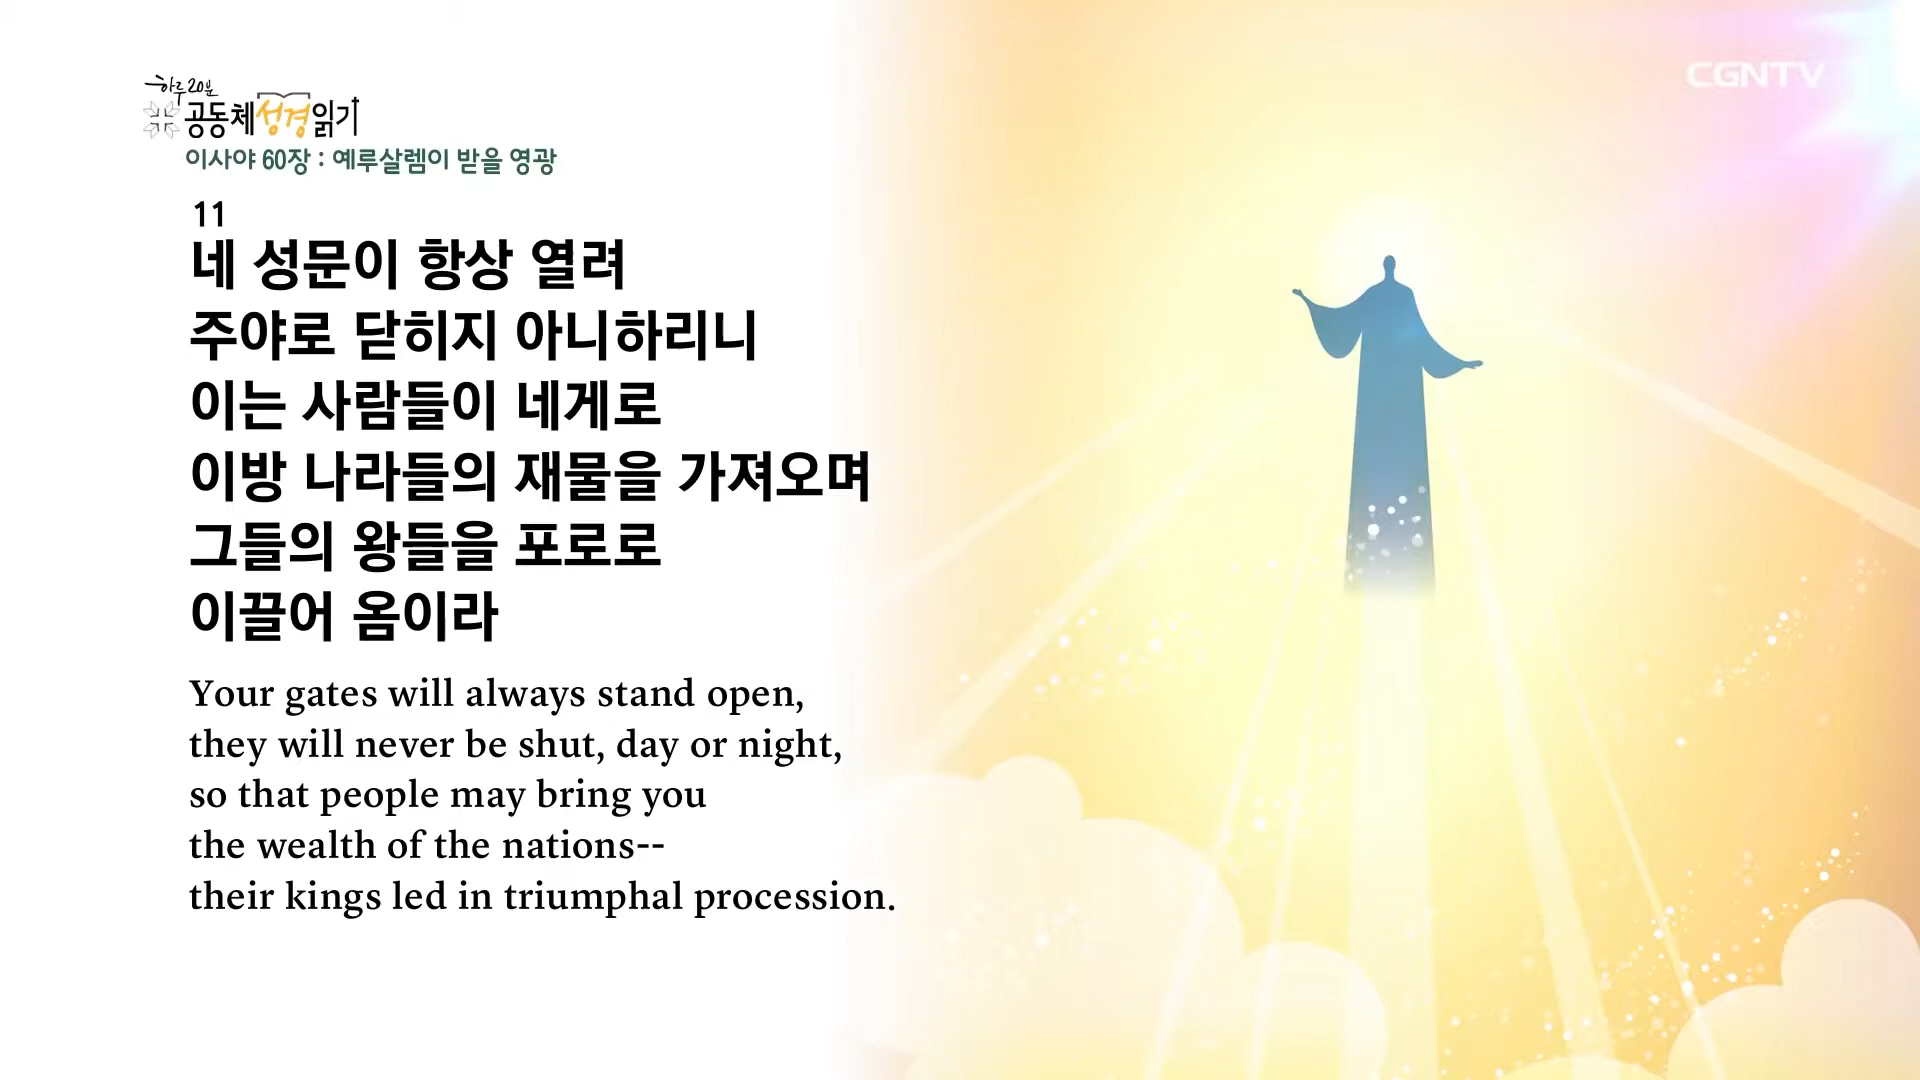 하루 20분
공동체성경읽기
이사야 60장 : 예루살렘이 받을 영광
CGNTV
11
네 성문이 항상 열려
주야로 닫히지 아니하리니
이는 사람들이 네게로
이방 나라들의 재물을 가져오며
그들의 왕들을 포로로
이끌어 옴이라
Your gates will always stand open,
they will never be shut, day or night,
so that people may bring you
the wealth of the nations--
their kings led in triumphal procession.